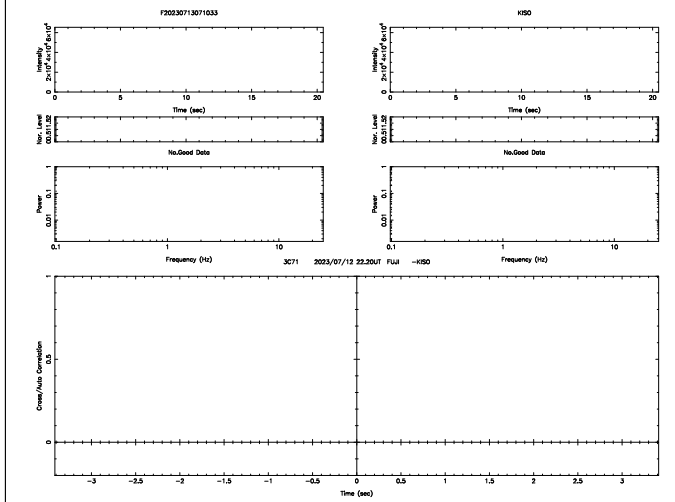 F20230713071033
KISO
Intensity
2×10⁴ 4×10⁴ 6×10⁴
0 5 10 15 20
Time (sec)
Intensity
2×10⁴ 4×10⁴ 6×10⁴
0 5 10 15 20
Time (sec)
Nor. Level
00.511.52
Nor. Level
00.511.52
No.Good Data
No.Good Data
Power
0.01 0.1 1
0.1 1 10
Frequency (Hz)
Power
0.01 0.1 1
0.1 1 10
Frequency (Hz)
3C71 2023/07/12 22.20UT FUJI -KISO
Cross/Auto Correlation
0 0.5 1
-3 -2.5 -2 -1.5 -1 -0.5 0 0.5 1 1.5 2 2.5 3
Time (sec)